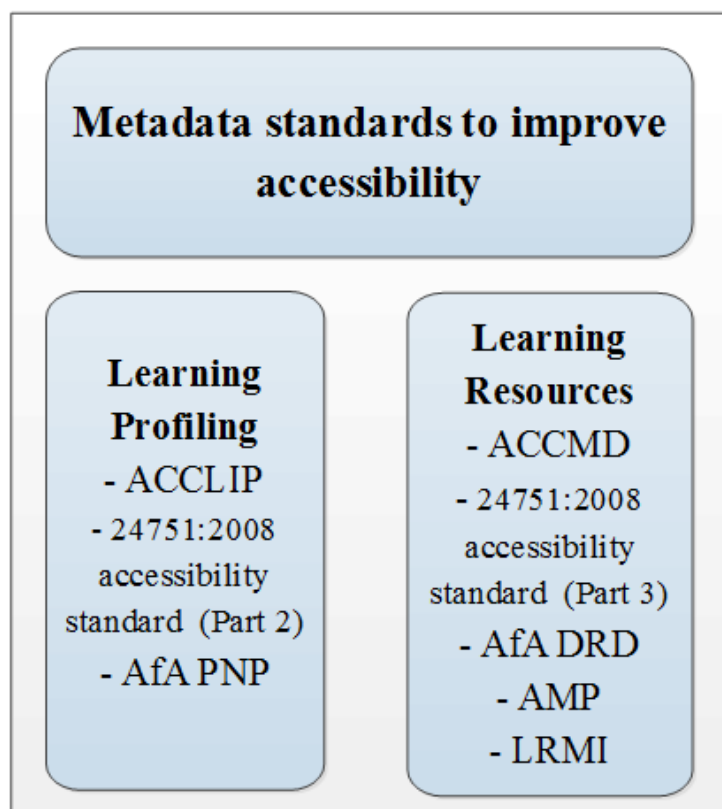 Metadata standards to improve
accessibility
Learning
Profiling
- ACCLIP
- 24751:2008
accessibility
standard (Part 2)
- AfA PNP
Learning
Resources
- ACCMD
- 24751:2008
accessibility
standard (Part 3)
- AfA DRD
- AMP
- LRMI